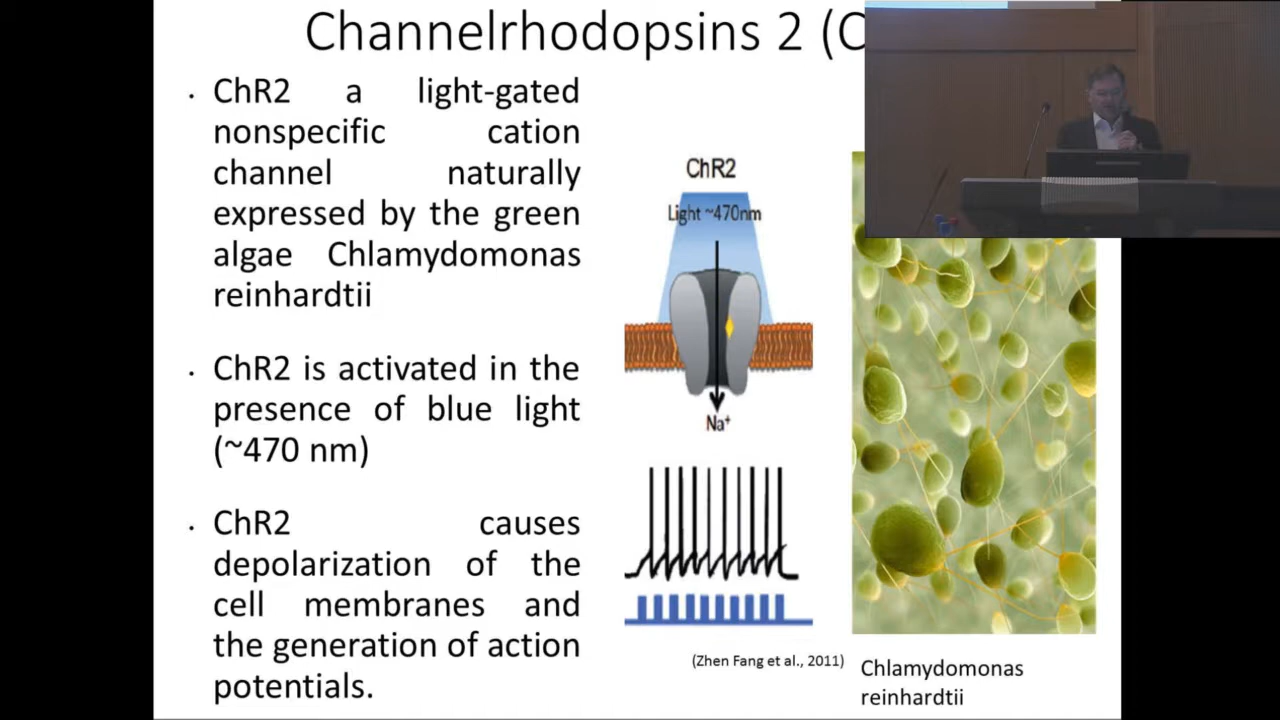 Channelrhodopsins 2 (C
· ChR2 a light-gated
nonspecific cation
channel naturally
expressed by the green
algae Chlamydomonas
reinhardtii
· ChR2 is activated in the
presence of blue light
(~470 nm)
· ChR2 causes
depolarization of the
cell membranes and
the generation of action
potentials.
ChR2
Light ~470nm
Na⁺
(Zhen Fang et al., 2011)
Chlamydomonas
reinhardtii